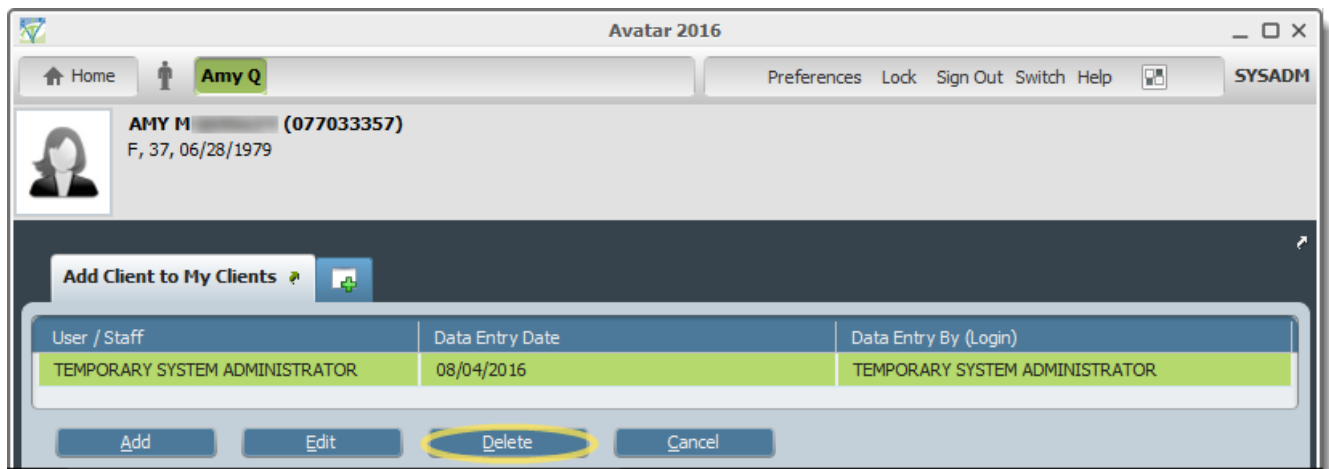 Avatar 2016
Home Amy Q Preferences Lock Sign Out Switch Help SYSADM
AMY M (077033357)
F, 37, 06/28/1979
Add Client to My Clients
User / Staff Data Entry Date Data Entry By (Login)
TEMPORARY SYSTEM ADMINISTRATOR 08/04/2016 TEMPORARY SYSTEM ADMINISTRATOR
Add Edit Delete Cancel